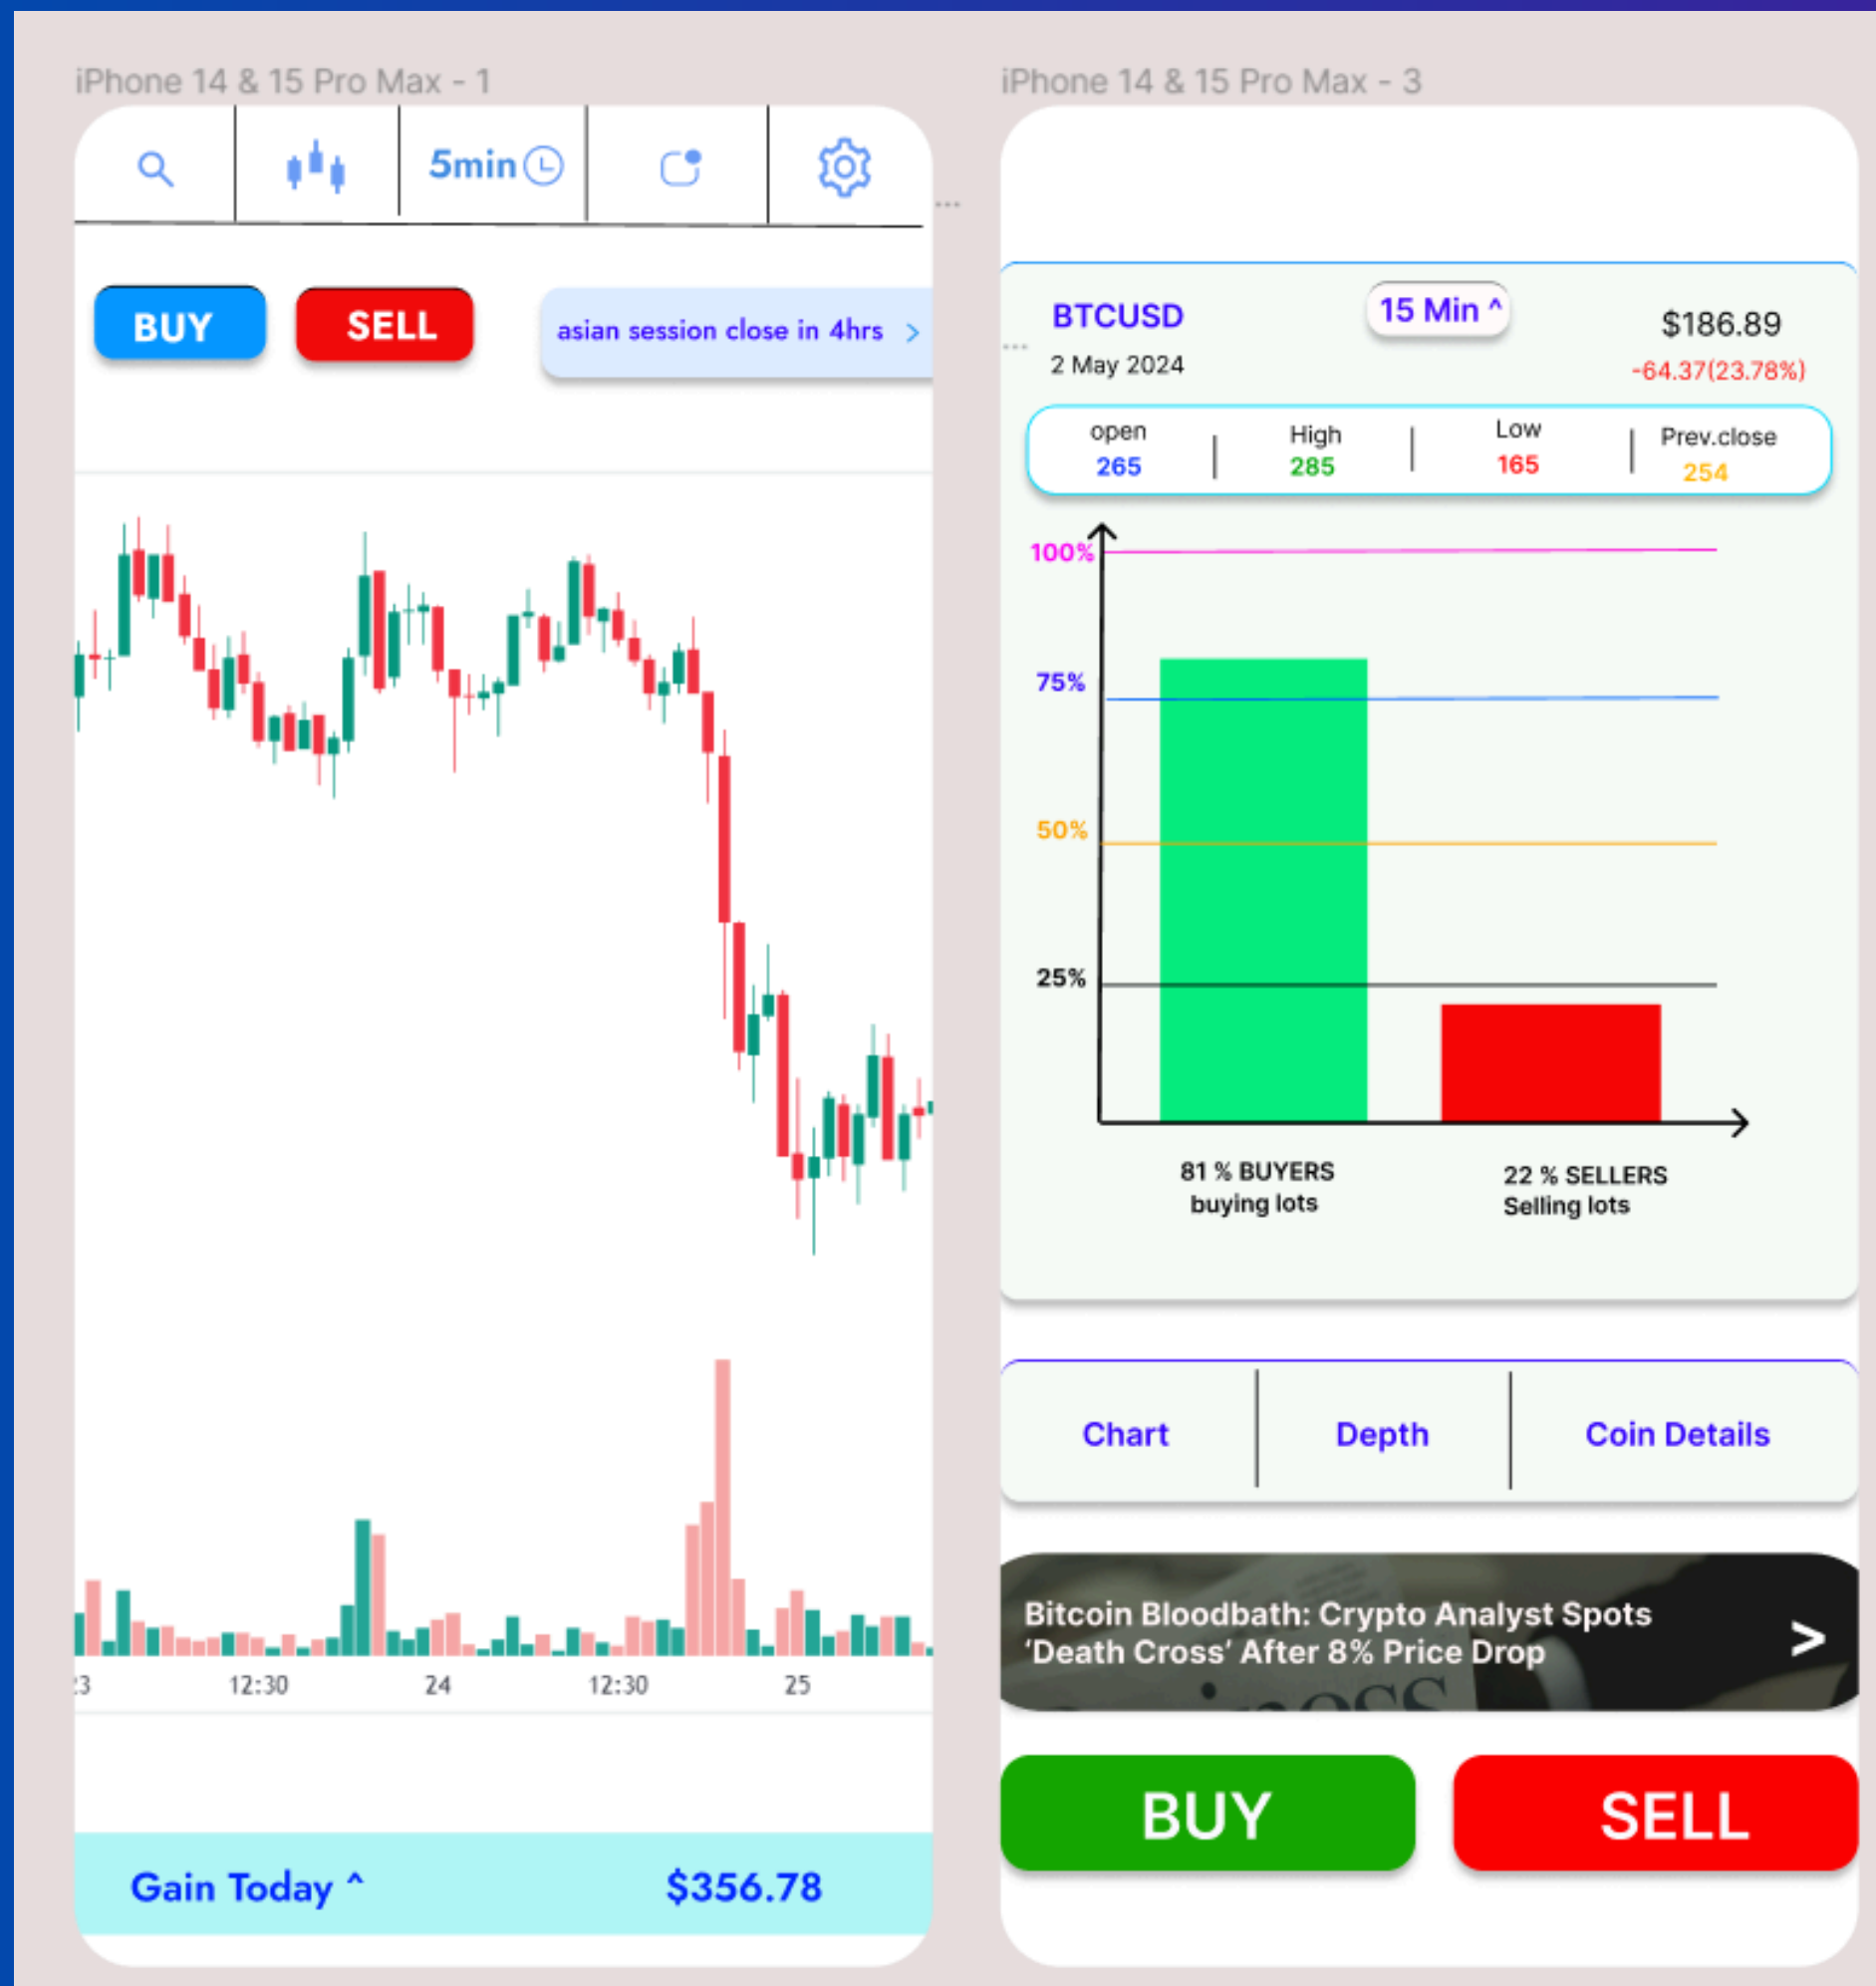 iPhone 14 & 15 Pro Max - 1
5min
BUY
SELL
asian session close in 4hrs >
12:30
24
12:30
25
Gain Today ^
$356.78
iPhone 14 & 15 Pro Max - 3
BTCUSD
15 Min ^
$186.89
2 May 2024
-64.37(23.78%)
open
High
Low
Prev.close
265
285
165
254
100%
75%
50%
25%
81 % BUYERS
buying lots
22 % SELLERS
Selling lots
Chart
Depth
Coin Details
Bitcoin Bloodbath: Crypto Analyst Spots
‘Death Cross’ After 8% Price Drop
>
BUY
SELL